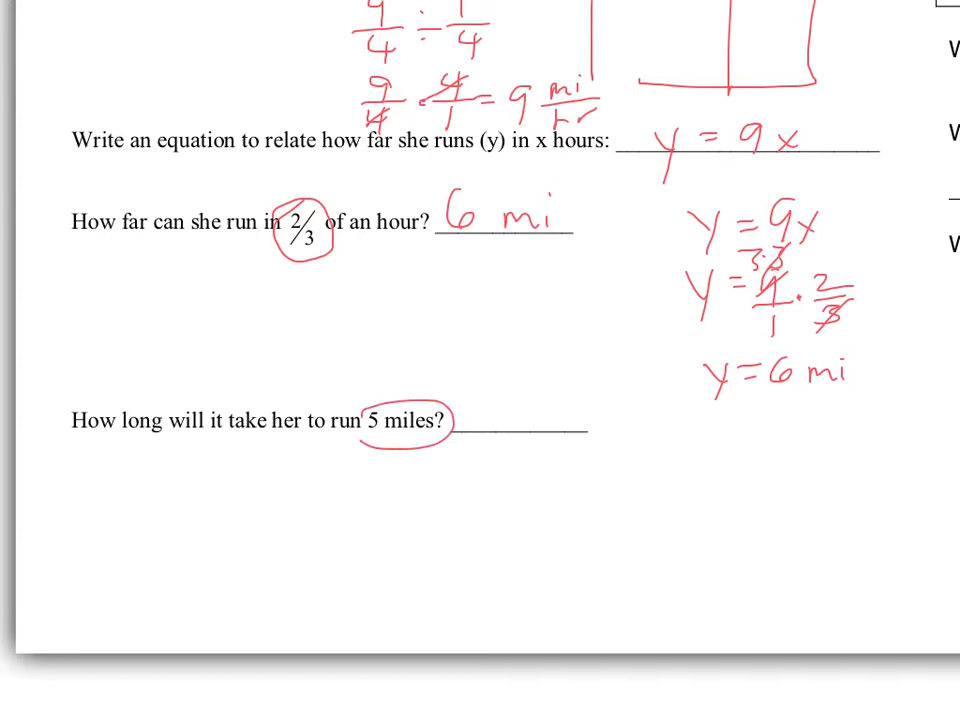 9/4 ÷ 1/4
9/4 · 4/1 = 9 mi/hr
Write an equation to relate how far she runs (y) in x hours: y = 9x
How far can she run in 2/3 of an hour? 6 mi
y = 9x
3·3
y = 9/1 · 2/3
y = 6 mi
How long will it take her to run 5 miles?